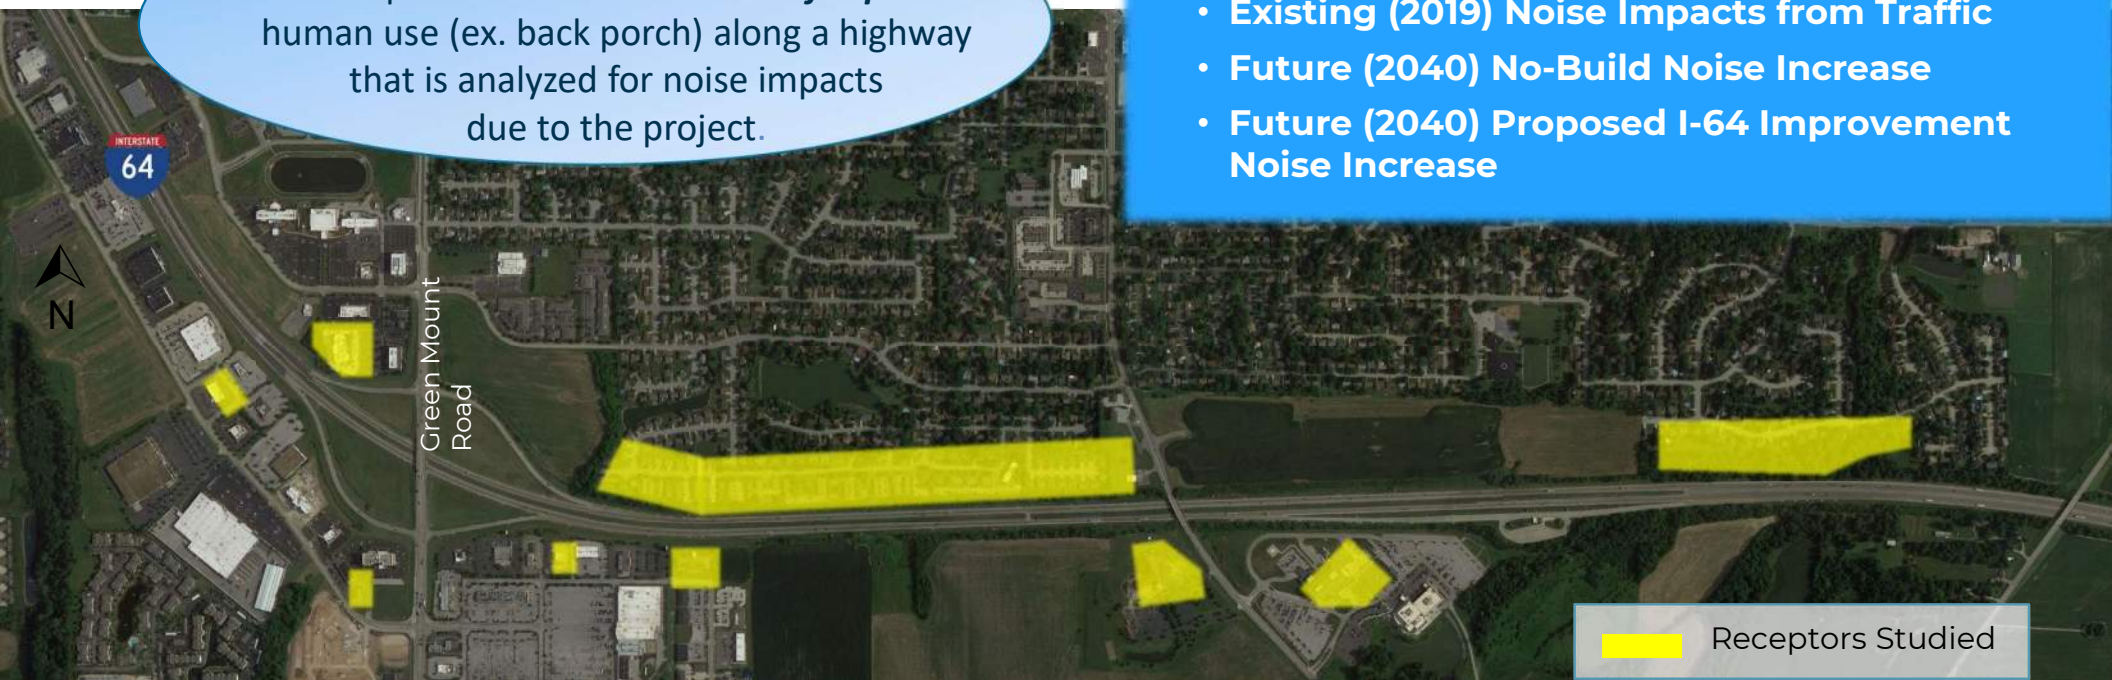 human use (ex. back porch) along a highway
that is analyzed for noise impacts
due to the project.
• Existing (2019) Noise Impacts from Traffic
• Future (2040) No-Build Noise Increase
• Future (2040) Proposed I-64 Improvement
Noise Increase
INTERSTATE
64
N
Green Mount
Road
Receptors Studied